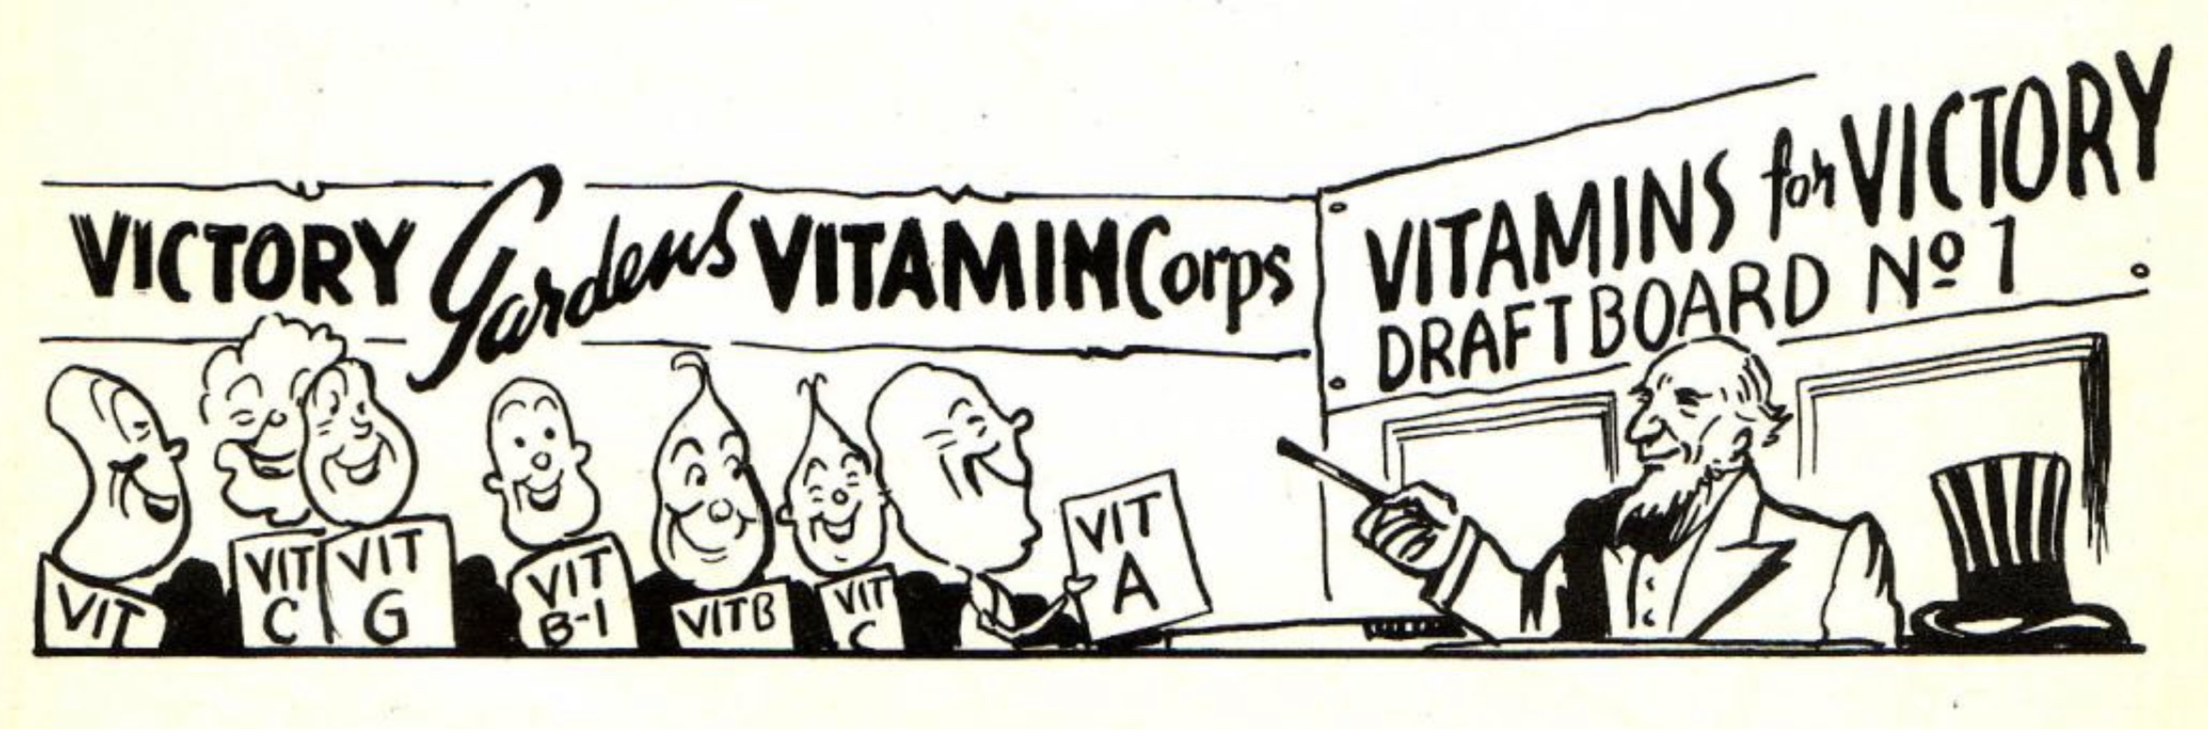 VICTORY Gardens VITAMIN Corps
VITAMINS for VICTORY
DRAFT BOARD Nº 1
VIT
VIT
C
VIT
G
VIT
B-1
VIT B
VIT
C
VIT
A